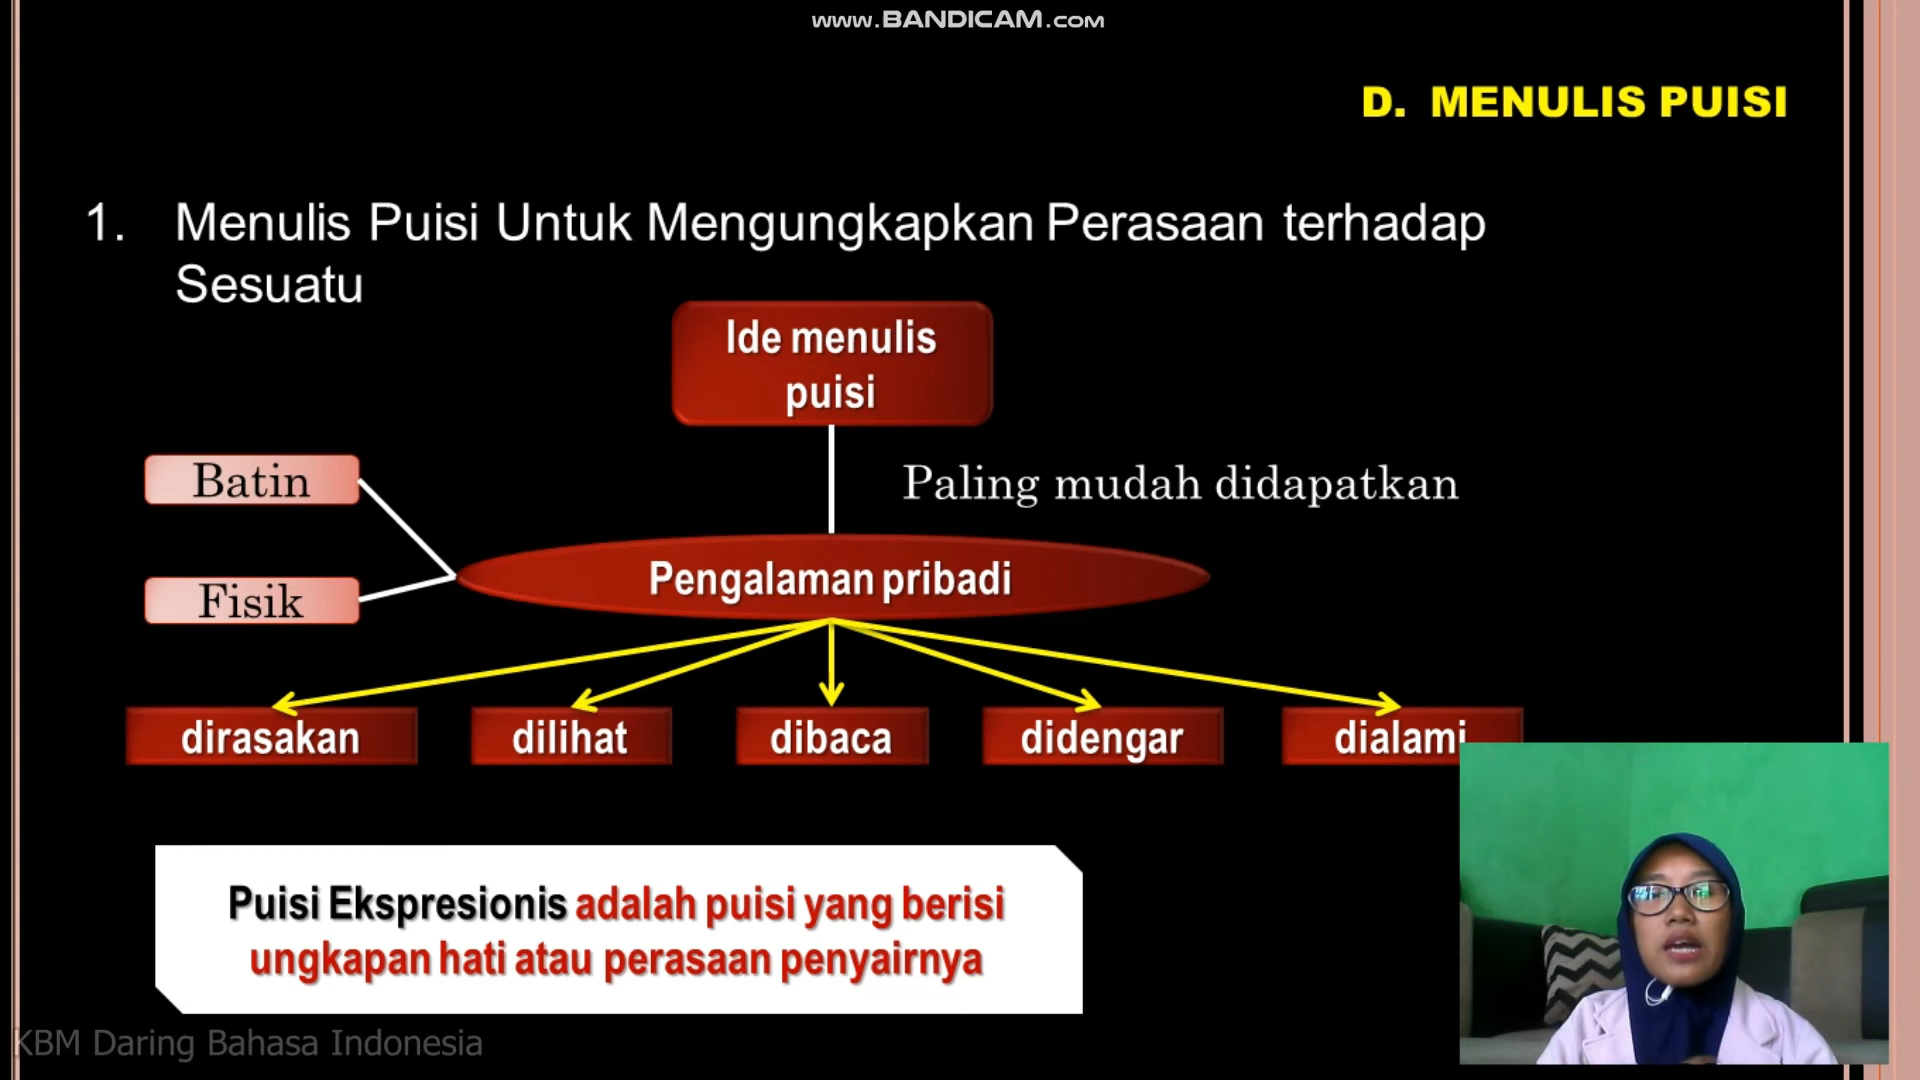 www.BANDICAM.com
D. MENULIS PUISI
1. Menulis Puisi Untuk Mengungkapkan Perasaan terhadap
Sesuatu
Ide menulis
puisi
Batin
Paling mudah didapatkan
Fisik
Pengalaman pribadi
dirasakan
dilihat
dibaca
didengar
dialami
Puisi Ekspresionis adalah puisi yang berisi
ungkapan hati atau perasaan penyairnya
KBM Daring Bahasa Indonesia